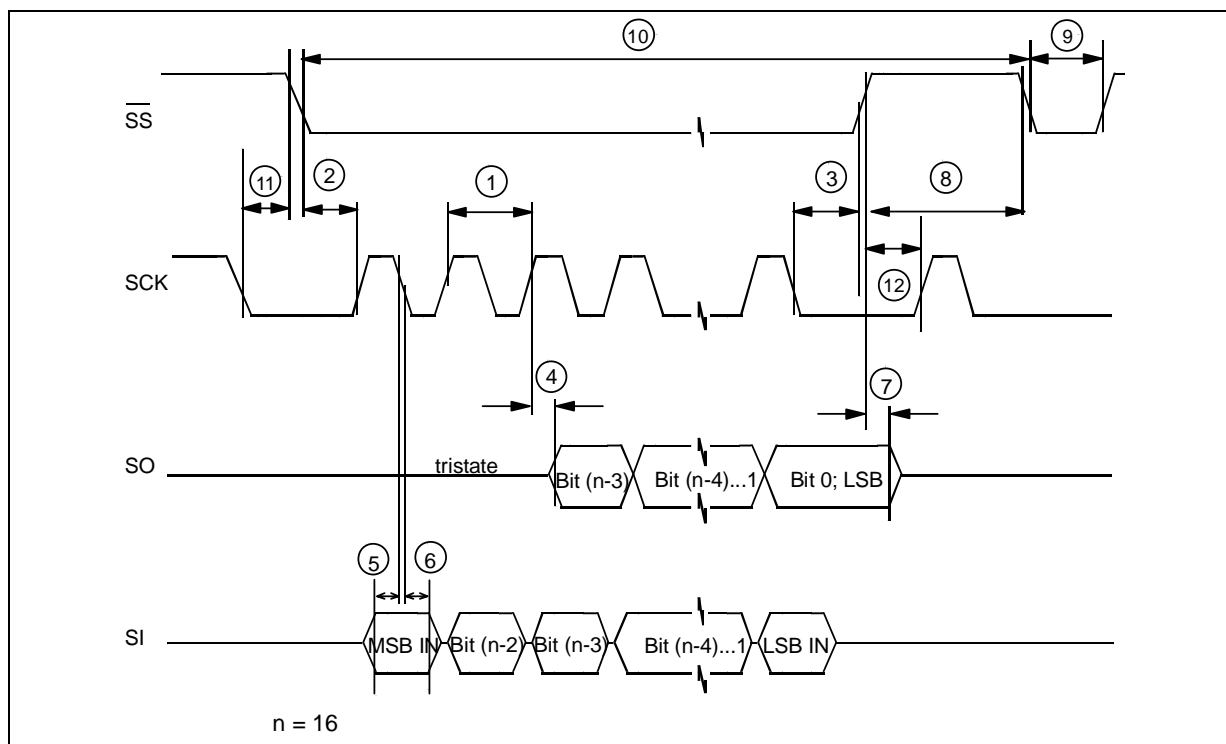 10 9
SS
11 2 1 3 8
SCK
12
4 7
SO tristate Bit (n-3) Bit (n-4)...1 Bit 0; LSB
5 6
SI MSB IN Bit (n-2) Bit (n-3) Bit (n-4)...1 LSB IN
n = 16